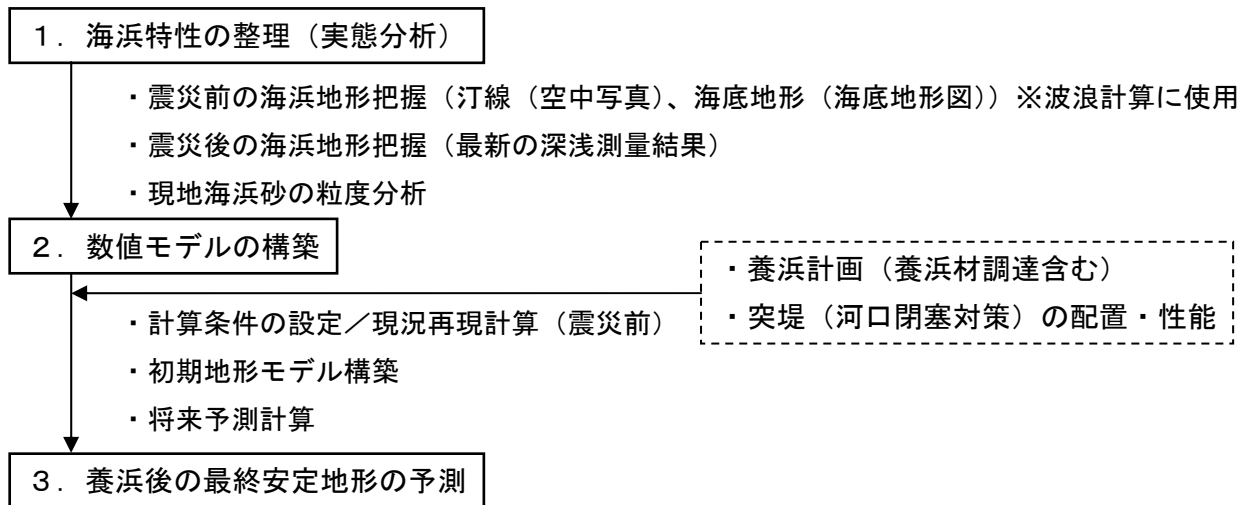 １．海浜特性の整理（実態分析）
・震災前の海浜地形把握（汀線（空中写真）、海底地形（海底地形図））※波浪計算に使用
・震災後の海浜地形把握（最新の深浅測量結果）
・現地海浜砂の粒度分析
２．数値モデルの構築
・養浜計画（養浜材調達含む）
・突堤（河口閉塞対策）の配置・性能
・計算条件の設定／現況再現計算（震災前）
・初期地形モデル構築
・将来予測計算
３．養浜後の最終安定地形の予測